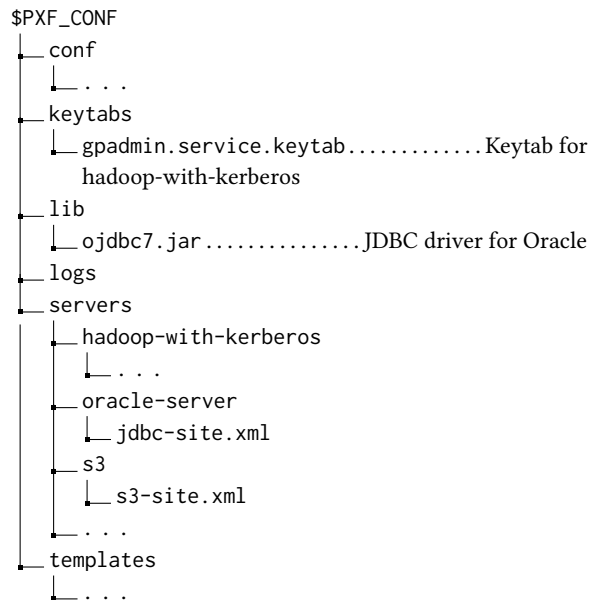 $PXF_CONF
conf
. . .
keytabs
gpadmin.service.keytab.............Keytab for
hadoop-with-kerberos
lib
ojdbc7.jar...............JDBC driver for Oracle
logs
servers
hadoop-with-kerberos
. . .
oracle-server
jdbc-site.xml
s3
s3-site.xml
. . .
templates
. . .